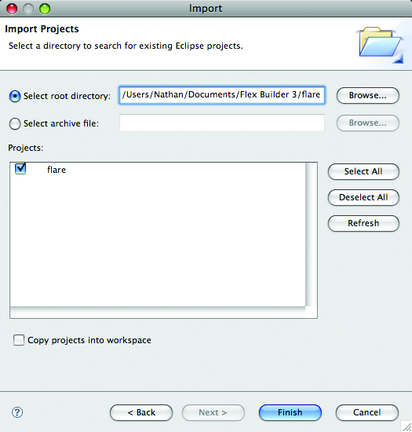 Import
Import Projects
Select a directory to search for existing Eclipse projects.
Select root directory: /Users/Nathan/Documents/Flex Builder 3/flare Browse...
Select archive file: Browse...
Projects:
flare Select All
Deselect All
Refresh
Copy projects into workspace
? < Back Next > Finish Cancel